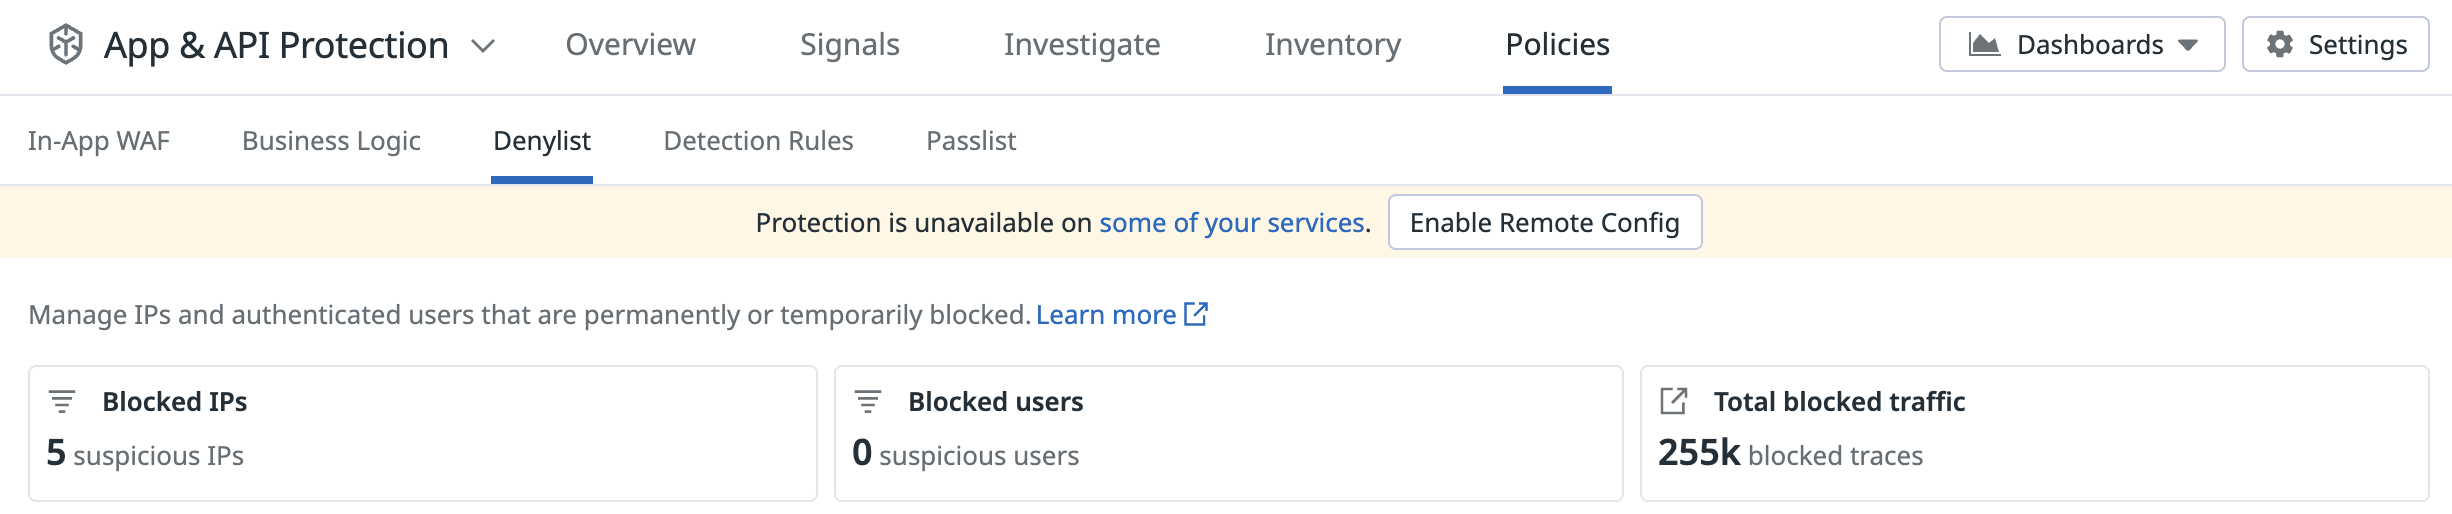 App & API Protection Overview Signals Investigate Inventory Policies Dashboards Settings
In-App WAF Business Logic Denylist Detection Rules Passlist
Protection is unavailable on some of your services. Enable Remote Config
Manage IPs and authenticated users that are permanently or temporarily blocked. Learn more
Blocked IPs
5 suspicious IPs
Blocked users
0 suspicious users
Total blocked traffic
255k blocked traces